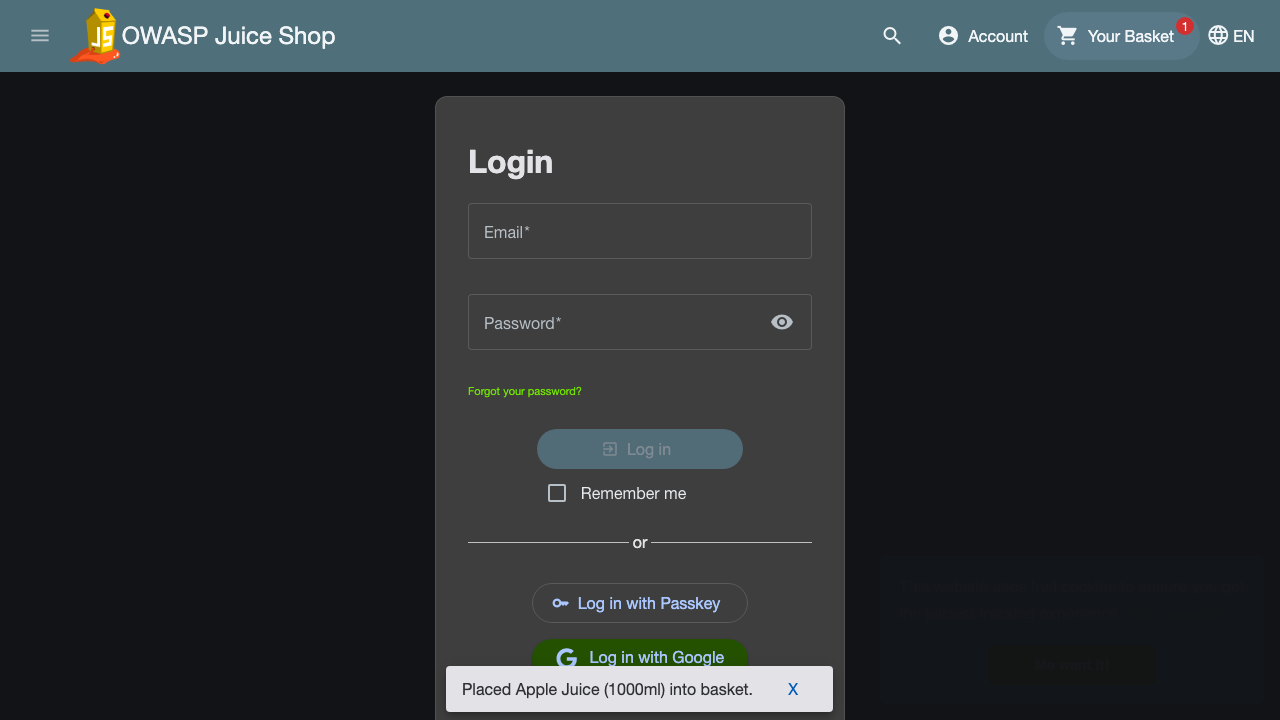 OWASP Juice Shop
Account
Your Basket
1
EN
Login
Email*
Password*
Forgot your password?
Log in
Remember me
or
Log in with Passkey
Log in with Google
Placed Apple Juice (1000ml) into basket.
X